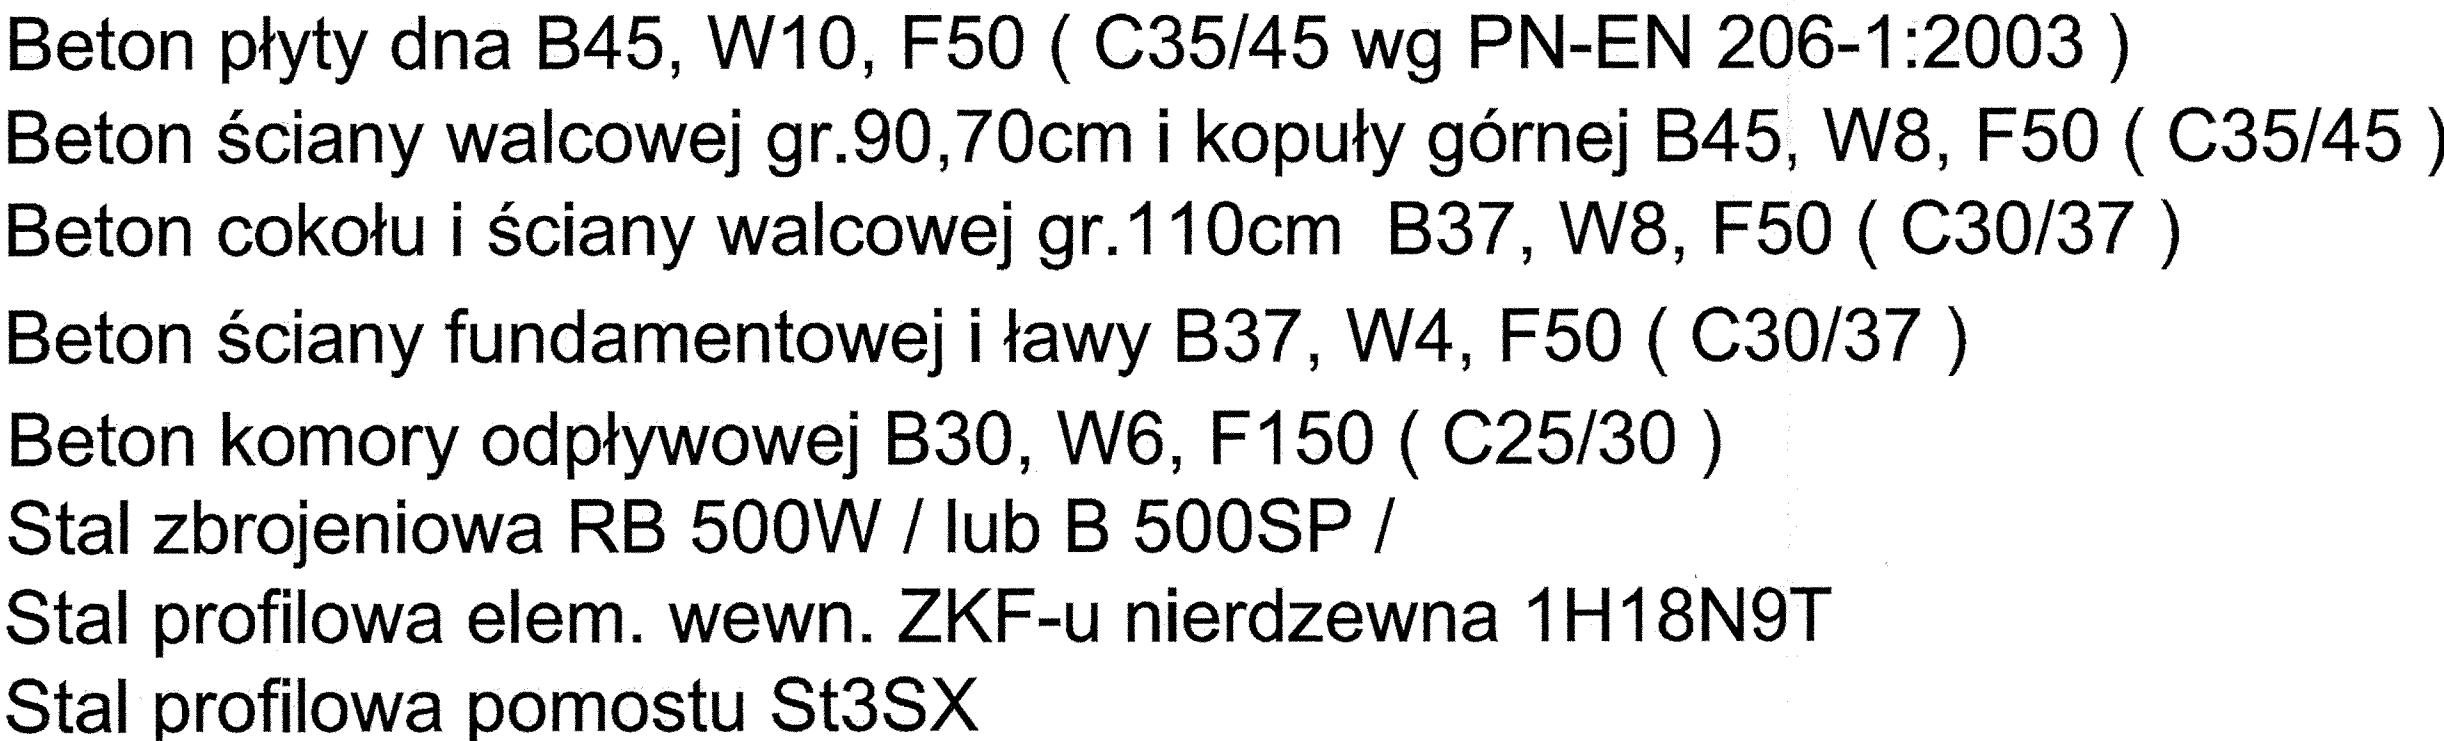 Beton płyty dna B45, W10, F50 ( C35/45 wg PN-EN 206-1:2003 )
Beton ściany walcowej gr.90,70cm i kopuły górnej B45, W8, F50 ( C35/45 )
Beton cokołu i ściany walcowej gr.110cm B37, W8, F50 ( C30/37 )
Beton ściany fundamentowej i ławy B37, W4, F50 ( C30/37 )
Beton komory odpływowej B30, W6, F150 ( C25/30 )
Stal zbrojeniowa RB 500W / lub B 500SP /
Stal profilowa elem. wewn. ZKF-u nierdzewna 1H18N9T
Stal profilowa pomostu St3SX